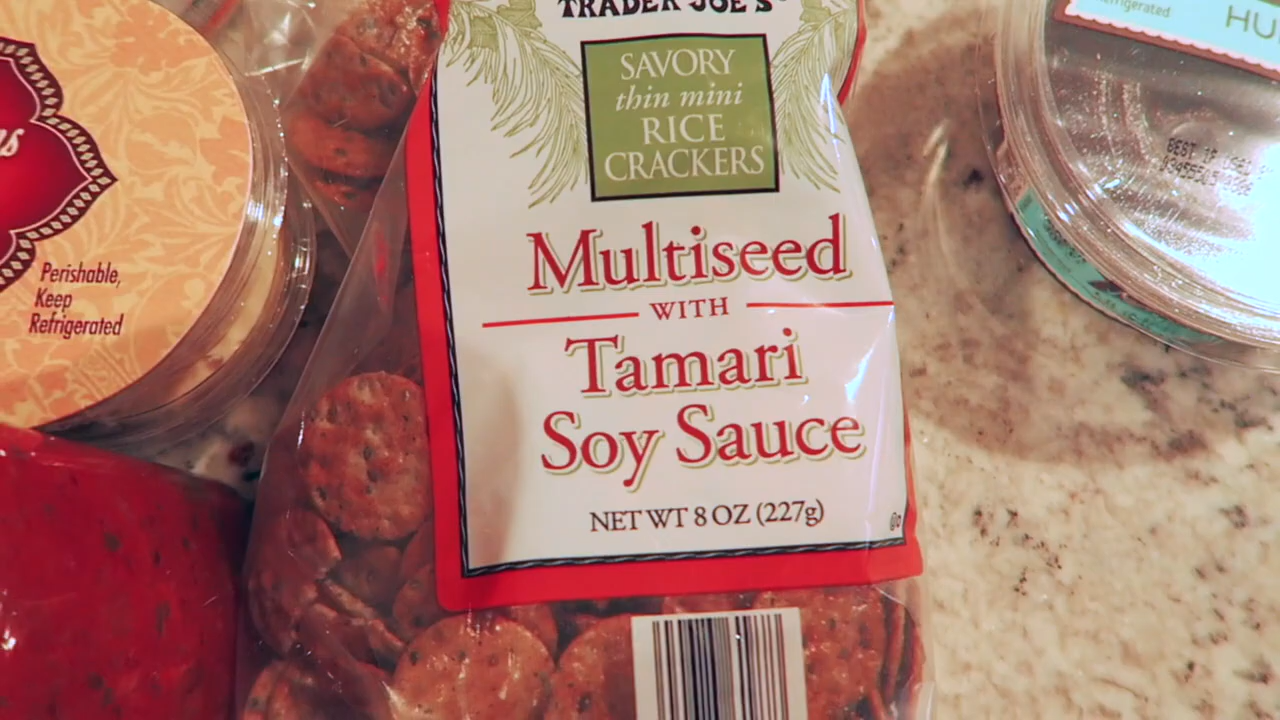 TRADER JOE'S
SAVORY
thin mini
RICE
CRACKERS
Multiseed
WITH
Tamari
Soy Sauce
NET WT 8 OZ (227g)
Perishable,
Keep
Refrigerated
HU